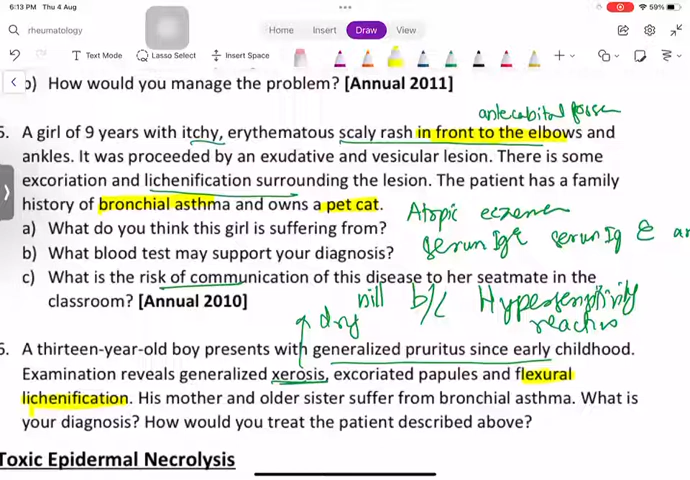 6:13 PM Thu 4 Aug
59%
rheumatology
Home Insert Draw View
Text Mode Lasso Select Insert Space
b) How would you manage the problem? [Annual 2011]
antecubital fossa
5. A girl of 9 years with itchy, erythematous scaly rash in front to the elbows and
ankles. It was proceeded by an exudative and vesicular lesion. There is some
excoriation and lichenification surrounding the lesion. The patient has a family
history of bronchial asthma and owns a pet cat.
Atopic eczema
a) What do you think this girl is suffering from?
serum IgE serum Ig E
b) What blood test may support your diagnosis?
c) What is the risk of communication of this disease to her seatmate in the
classroom? [Annual 2010]
nill b/c Hypersensitivity
reaction
dry
6. A thirteen-year-old boy presents with generalized pruritus since early childhood.
Examination reveals generalized xerosis, excoriated papules and flexural
lichenification. His mother and older sister suffer from bronchial asthma. What is
your diagnosis? How would you treat the patient described above?
Toxic Epidermal Necrolysis